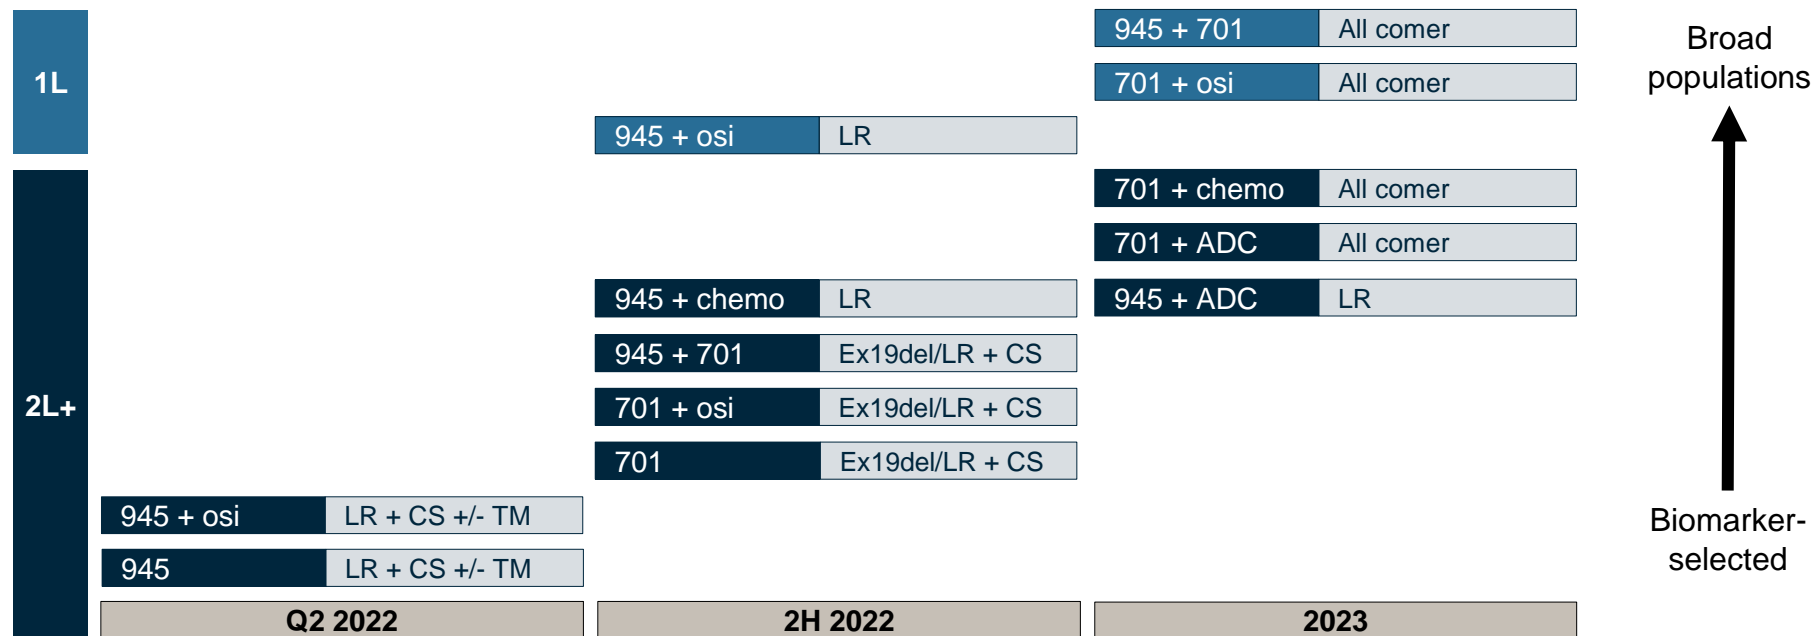 1L
945 + 701 All comer
701 + osi All comer
945 + osi LR
2L+
701 + chemo All comer
701 + ADC All comer
945 + chemo LR
945 + ADC LR
945 + 701 Ex19del/LR + CS
701 + osi Ex19del/LR + CS
701 Ex19del/LR + CS
945 + osi LR + CS +/- TM
945 LR + CS +/- TM
Q2 2022
2H 2022
2023
Broad
populations
Biomarker-
selected